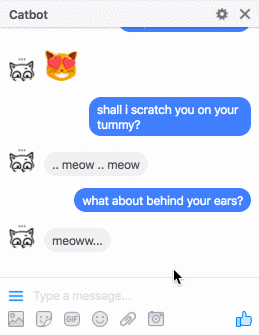 Catbot
shall i scratch you on your
tummy?
.. meow .. meow
what about behind your ears?
meoww...
Type a message...
GIF